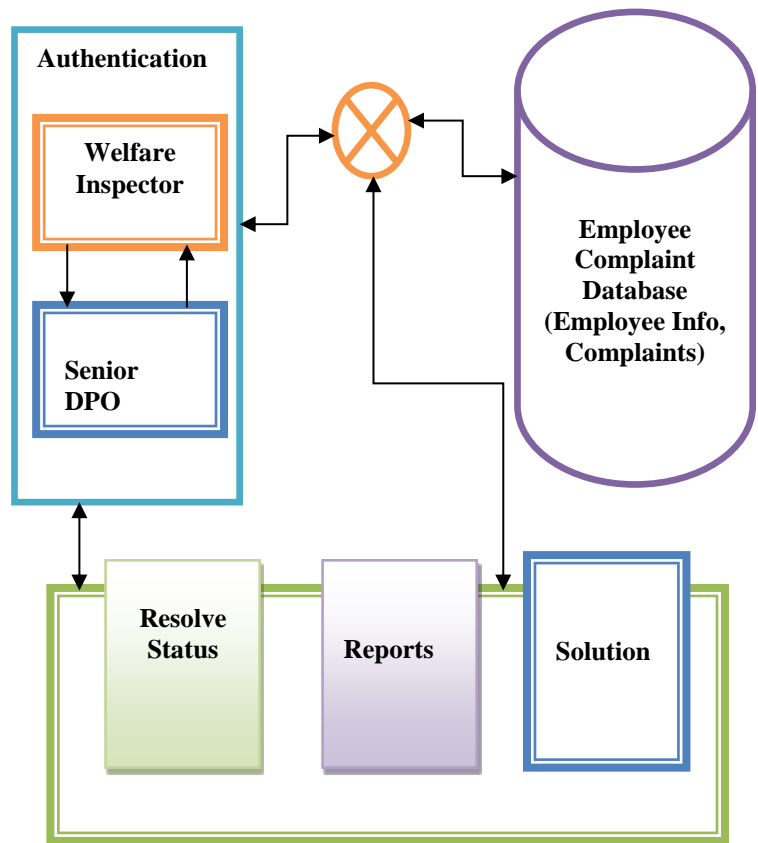 Authentication
Welfare
Inspector
Senior
DPO
Employee
Complaint
Database
(Employee Info,
Complaints)
Resolve
Status
Reports
Solution